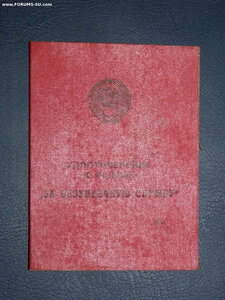 © www.FORUMS-SU.com
УДОСТОВЕРЕНИЕ
К МЕДАЛИ
"ЗА БЕЗУПРЕЧНУЮ СЛУЖБУ"